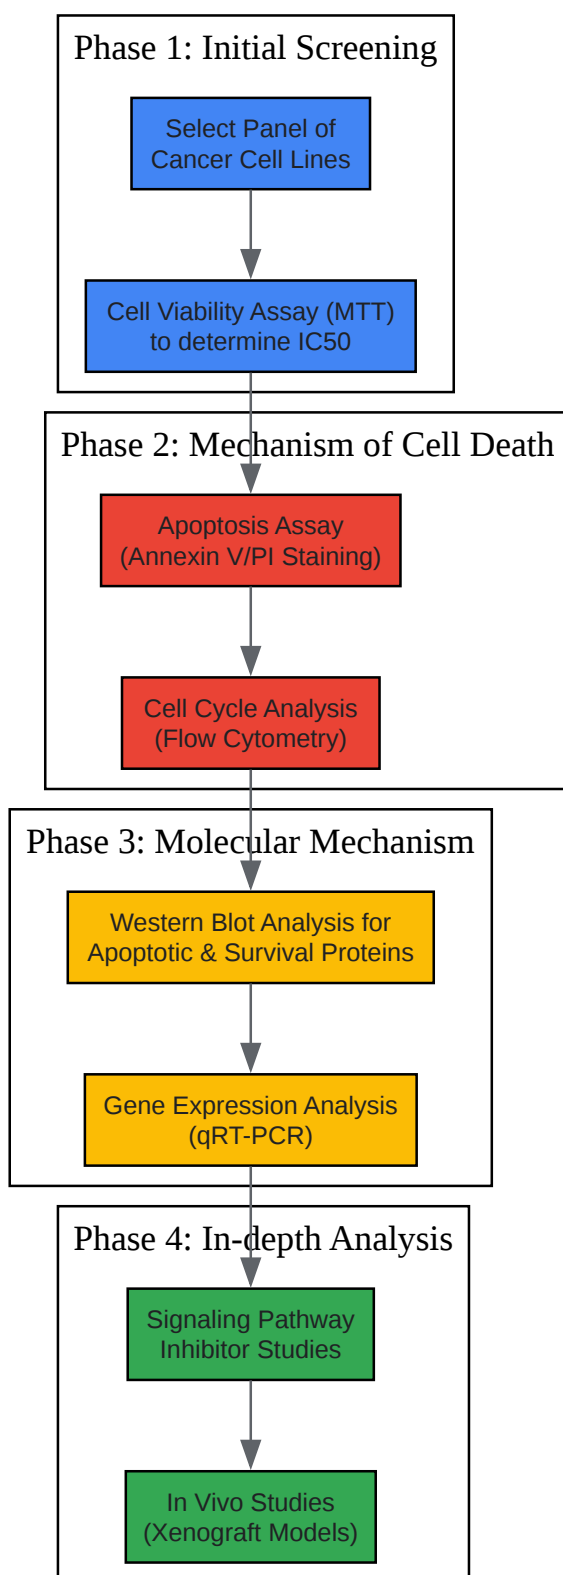 Phase 1: Initial Screening
Select Panel of
Cancer Cell Lines
Cell Viability Assay (MTT)
to determine IC50
Phase 2: Mechanism of Cell Death
Apoptosis Assay
(Annexin V/PI Staining)
Cell Cycle Analysis
(Flow Cytometry)
Phase 3: Molecular Mechanism
Western Blot Analysis for
Apoptotic & Survival Proteins
Gene Expression Analysis
(qRT-PCR)
Phase 4: In-depth Analysis
Signaling Pathway
Inhibitor Studies
In Vivo Studies
(Xenograft Models)